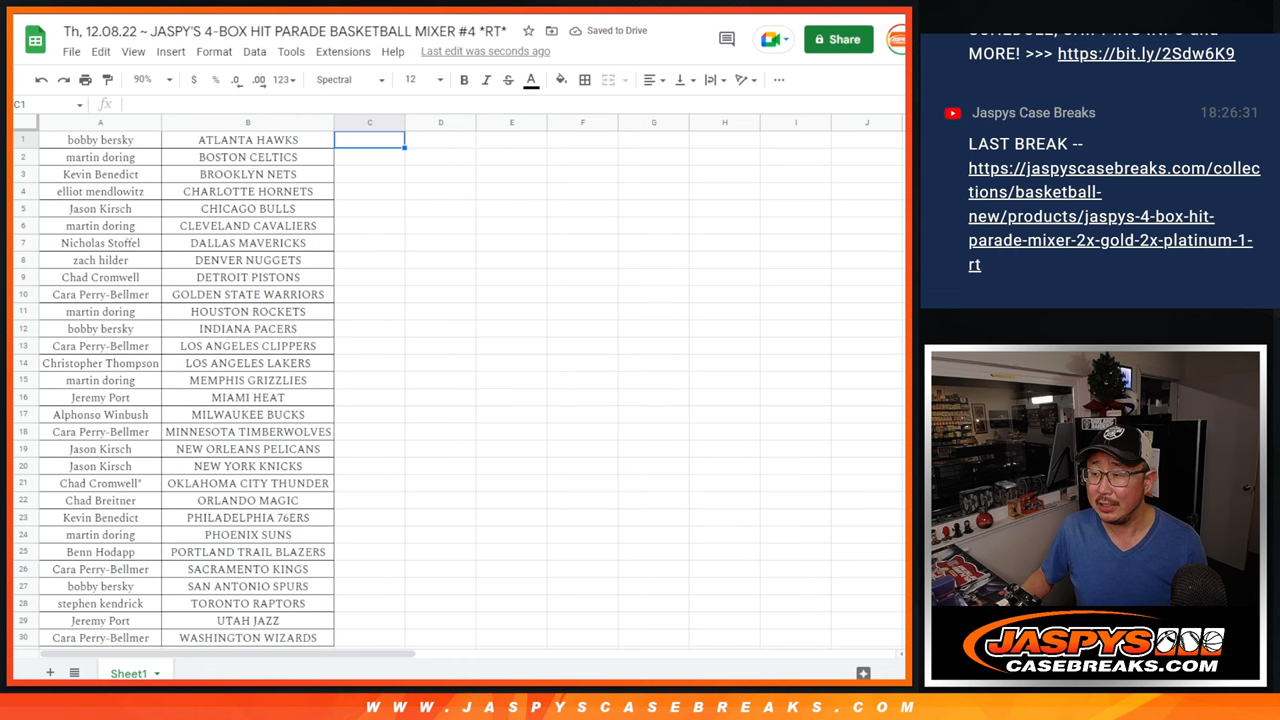 Th, 12.08.22 ~ JASPY'S 4-BOX HIT PARADE BASKETBALL MIXER #4 *RT*
Saved to Drive
Share
File Edit View Insert Format Data Tools Extensions Help Last edit was seconds ago
90% $ % .0 .00 123 Spectral 12 B I S A
C1 fx
A B C D E F G H I J
1 bobby bersky ATLANTA HAWKS
2 martin doring BOSTON CELTICS
3 Kevin Benedict BROOKLYN NETS
4 elliot mendlowitz CHARLOTTE HORNETS
5 Jason Kirsch CHICAGO BULLS
6 martin doring CLEVELAND CAVALIERS
7 Nicholas Stoffel DALLAS MAVERICKS
8 zach hilder DENVER NUGGETS
9 Chad Cromwell DETROIT PISTONS
10 Cara Perry-Bellmer GOLDEN STATE WARRIORS
11 martin doring HOUSTON ROCKETS
12 bobby bersky INDIANA PACERS
13 Cara Perry-Bellmer LOS ANGELES CLIPPERS
14 Christopher Thompson LOS ANGELES LAKERS
15 martin doring MEMPHIS GRIZZLIES
16 Jeremy Port MIAMI HEAT
17 Alphonso Winbush MILWAUKEE BUCKS
18 Cara Perry-Bellmer MINNESOTA TIMBERWOLVES
19 Jason Kirsch NEW ORLEANS PELICANS
20 Jason Kirsch NEW YORK KNICKS
21 Chad Cromwell* OKLAHOMA CITY THUNDER
22 Chad Breitner ORLANDO MAGIC
23 Kevin Benedict PHILADELPHIA 76ERS
24 martin doring PHOENIX SUNS
25 Benn Hodapp PORTLAND TRAIL BLAZERS
26 Cara Perry-Bellmer SACRAMENTO KINGS
27 bobby bersky SAN ANTONIO SPURS
28 stephen kendrick TORONTO RAPTORS
29 Jeremy Port UTAH JAZZ
30 Cara Perry-Bellmer WASHINGTON WIZARDS
Sheet1
MORE! >>> https://bit.ly/2Sdw6K9
Jaspys Case Breaks 18:26:31
LAST BREAK --
https://jaspyscasebreaks.com/collec
tions/basketball-
new/products/jaspys-4-box-hit-
parade-mixer-2x-gold-2x-platinum-1-
rt
JASPYS
CASEBREAKS.COM
WWW.JASPYSCASEBREAKS.COM